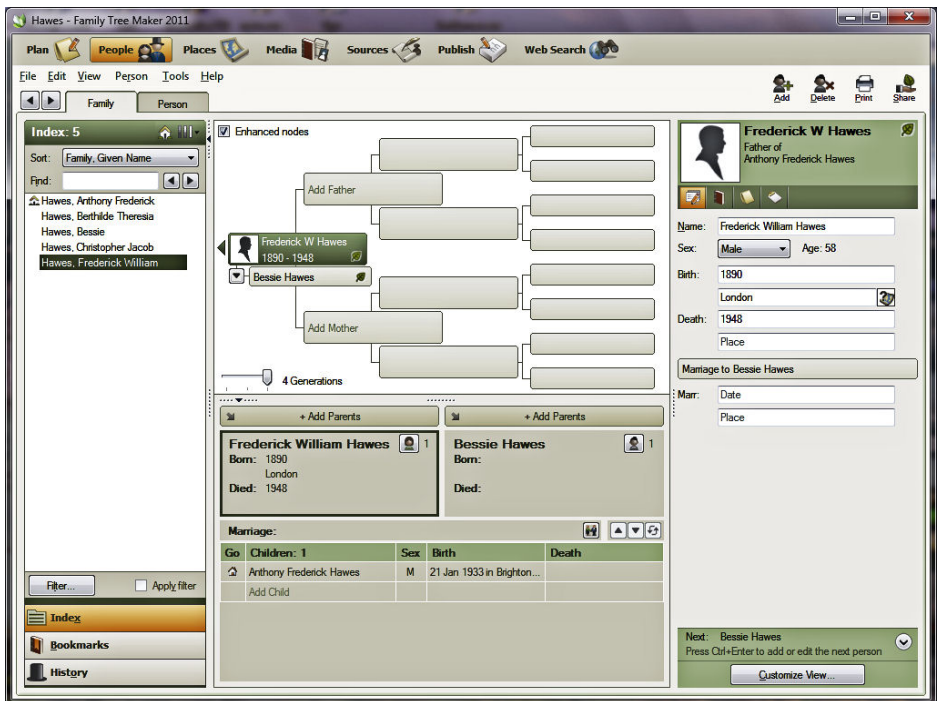 Hawes - Family Tree Maker 2011
Plan People Places Media Sources Publish Web Search
File Edit View Person Tools Help
Add Delete Print Share
Family Person
Index: 5
Sort: Family, Given Name
Find:
Hawes, Anthony Frederick
Hawes, Berthilde Theresia
Hawes, Bessie
Hawes, Christopher Jacob
Hawes, Frederick William
Filter... Apply filter
Index
Bookmarks
History
Enhanced nodes
Add Father
Frederick W Hawes
1890 - 1948
Bessie Hawes
Add Mother
4 Generations
+ Add Parents + Add Parents
Frederick William Hawes 1
Born: 1890
London
Died: 1948
Bessie Hawes 1
Born:
Died:
Marriage:
Go Children: 1 Sex Birth Death
Anthony Frederick Hawes M 21 Jan 1933 in Brighton...
Add Child
Frederick W Hawes
Father of
Anthony Frederick Hawes
Name: Frederick William Hawes
Sex: Male Age: 58
Birth: 1890
London
Death: 1948
Place
Marriage to Bessie Hawes
Marr: Date
Place
Next: Bessie Hawes
Press Ctrl+Enter to add or edit the next person
Customize View...